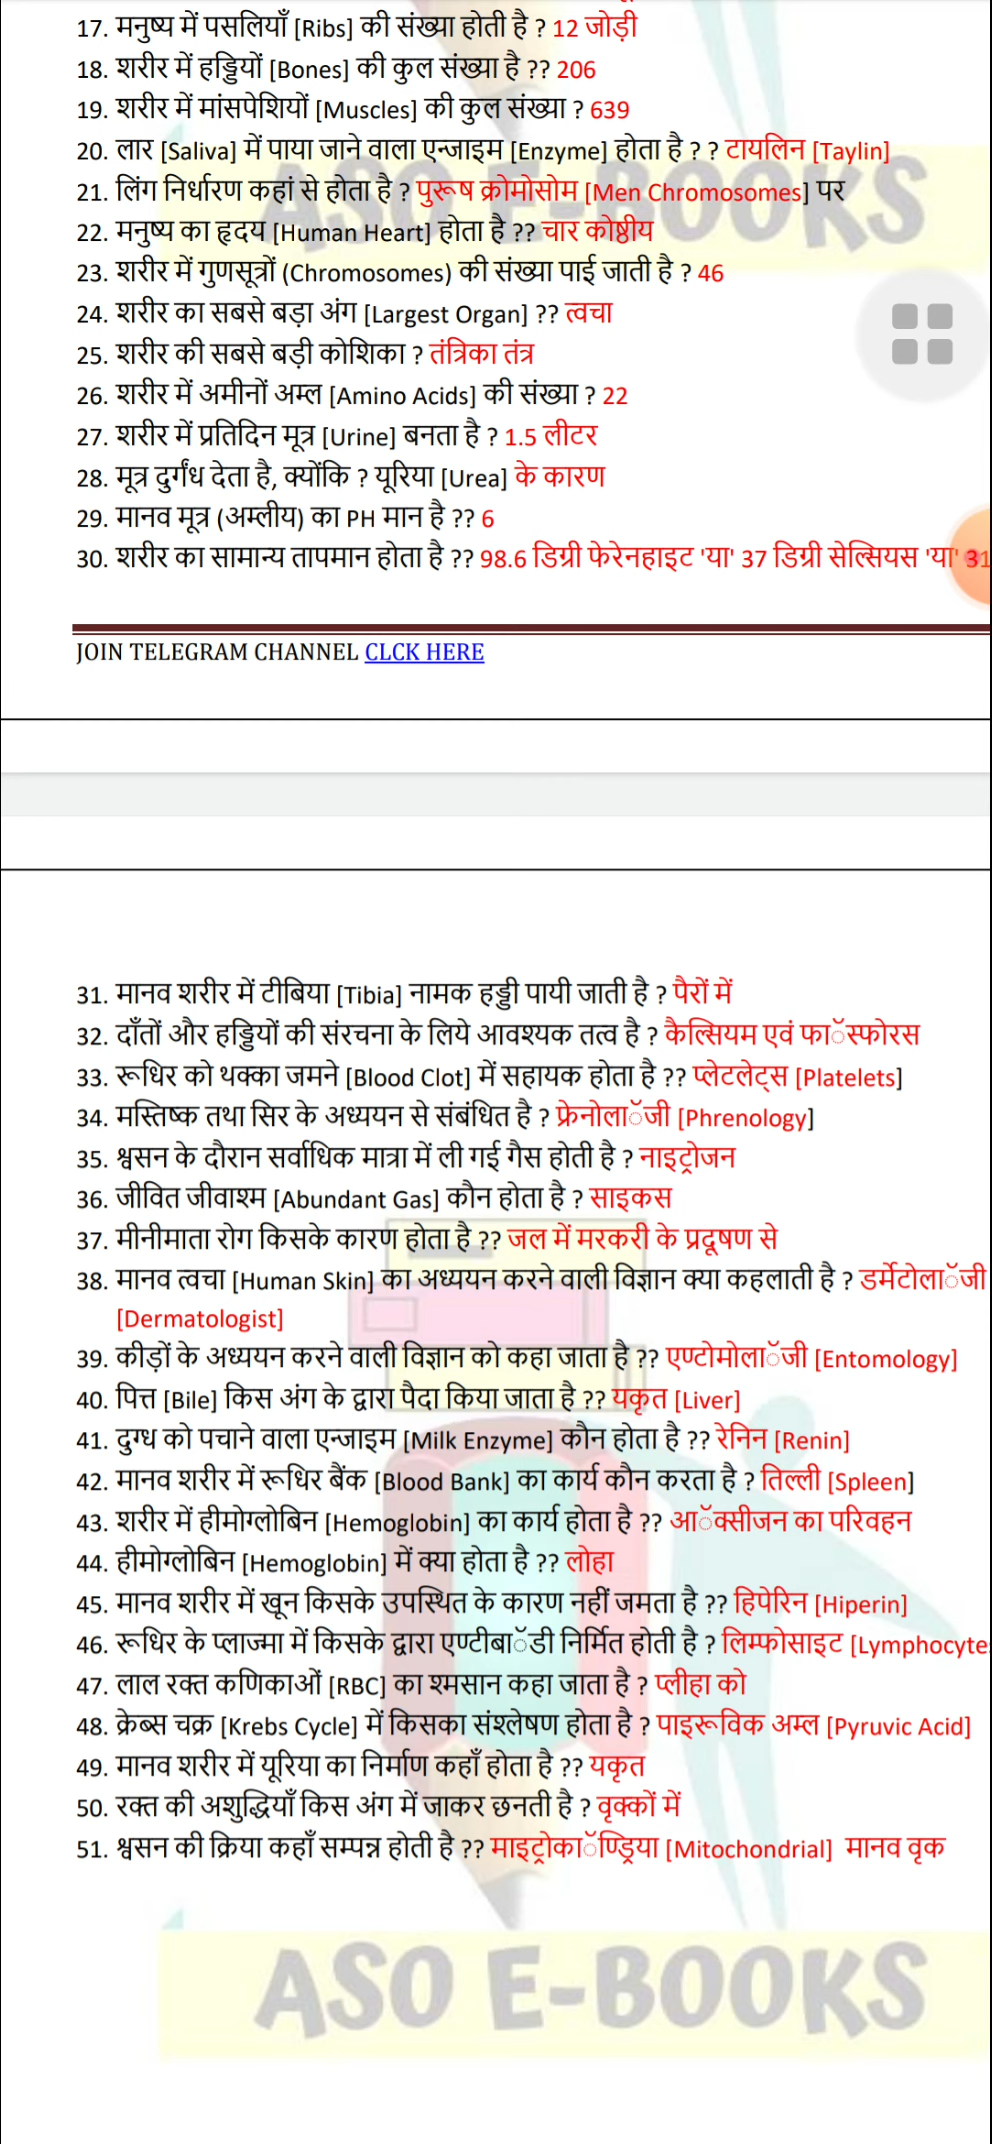 17. मनुष्य में पसलियाँ [Ribs] की संख्या होती है ? 12 जोड़ी
18. शरीर में हड्डियों [Bones] की कुल संख्या है ?? 206
19. शरीर में मांसपेशियों [Muscles] की कुल संख्या ? 639
20. लार [Saliva] में पाया जाने वाला एन्जाइम [Enzyme] होता है ? ? टायलिन [Taylin]
21. लिंग निर्धारण कहां से होता है ? पुरूष क्रोमोसोम [Men Chromosomes] पर
22. मनुष्य का हृदय [Human Heart] होता है ?? चार कोष्ठीय
23. शरीर में गुणसूत्रों (Chromosomes) की संख्या पाई जाती है ? 46
24. शरीर का सबसे बड़ा अंग [Largest Organ] ?? त्वचा
25. शरीर की सबसे बड़ी कोशिका ? तंत्रिका तंत्र
26. शरीर में अमीनों अम्ल [Amino Acids] की संख्या ? 22
27. शरीर में प्रतिदिन मूत्र [Urine] बनता है ? 1.5 लीटर
28. मूत्र दुर्गंध देता है, क्योंकि ? यूरिया [Urea] के कारण
29. मानव मूत्र (अम्लीय) का PH मान है ?? 6
30. शरीर का सामान्य तापमान होता है ?? 98.6 डिग्री फेरेनहाइट 'या' 37 डिग्री सेल्सियस 'या' 31
JOIN TELEGRAM CHANNEL CLCK HERE
31. मानव शरीर में टीबिया [Tibia] नामक हड्डी पायी जाती है ? पैरों में
32. दाँतों और हड्डियों की संरचना के लिये आवश्यक तत्व है ? कैल्सियम एवं फाॅस्फोरस
33. रूधिर को थक्का जमने [Blood Clot] में सहायक होता है ?? प्लेटलेट्स [Platelets]
34. मस्तिष्क तथा सिर के अध्ययन से संबंधित है ? फ्रेनोलाॅजी [Phrenology]
35. श्वसन के दौरान सर्वाधिक मात्रा में ली गई गैस होती है ? नाइट्रोजन
36. जीवित जीवाश्म [Abundant Gas] कौन होता है ? साइकस
37. मीनीमाता रोग किसके कारण होता है ?? जल में मरकरी के प्रदूषण से
38. मानव त्वचा [Human Skin] का अध्ययन करने वाली विज्ञान क्या कहलाती है ? डर्मेटोलाॅजी
[Dermatologist]
39. कीड़ों के अध्ययन करने वाली विज्ञान को कहा जाता है ?? एण्टोमोलाॅजी [Entomology]
40. पित्त [Bile] किस अंग के द्वारा पैदा किया जाता है ?? यकृत [Liver]
41. दुग्ध को पचाने वाला एन्जाइम [Milk Enzyme] कौन होता है ?? रेनिन [Renin]
42. मानव शरीर में रूधिर बैंक [Blood Bank] का कार्य कौन करता है ? तिल्ली [Spleen]
43. शरीर में हीमोग्लोबिन [Hemoglobin] का कार्य होता है ?? आॅक्सीजन का परिवहन
44. हीमोग्लोबिन [Hemoglobin] में क्या होता है ?? लोहा
45. मानव शरीर में खून किसके उपस्थित के कारण नहीं जमता है ?? हिपेरिन [Hiperin]
46. रूधिर के प्लाज्मा में किसके द्वारा एण्टीबाॅडी निर्मित होती है ? लिम्फोसाइट [Lymphocyte
47. लाल रक्त कणिकाओं [RBC] का श्मसान कहा जाता है ? प्लीहा को
48. क्रेब्स चक्र [Krebs Cycle] में किसका संश्लेषण होता है ? पाइरूविक अम्ल [Pyruvic Acid]
49. मानव शरीर में यूरिया का निर्माण कहाँ होता है ?? यकृत
50. रक्त की अशुद्धियाँ किस अंग में जाकर छनती है ? वृक्कों में
51. श्वसन की क्रिया कहाँ सम्पन्न होती है ?? माइट्रोकाॅण्ड्रिया [Mitochondrial] मानव वृक
ASO E-BOOKS
ASO E-BOOKS